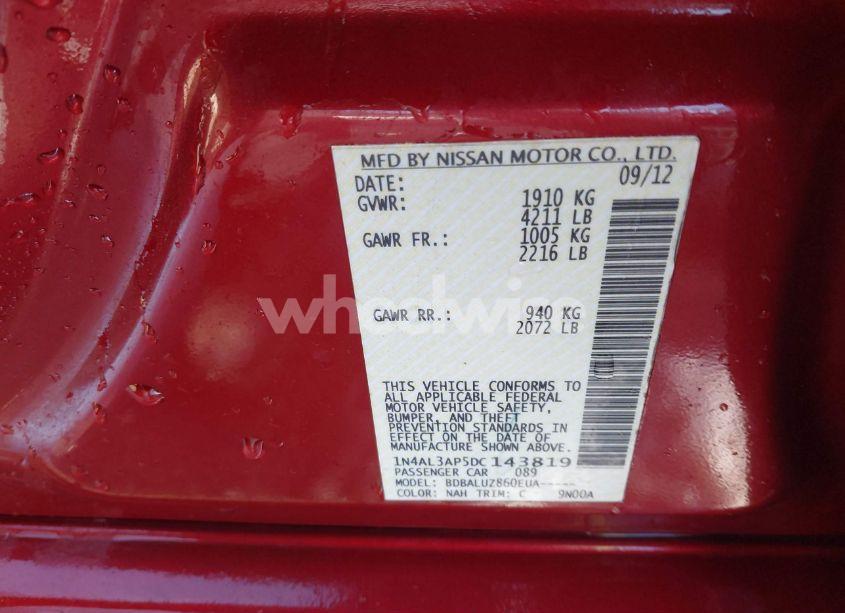 MFD BY NISSAN MOTOR CO., LTD.
DATE: 09/12
GVWR: 1910 KG
4211 LB
GAWR FR.: 1005 KG
2216 LB
GAWR RR.: 940 KG
2072 LB
THIS VEHICLE CONFORMS TO
ALL APPLICABLE FEDERAL
MOTOR VEHICLE SAFETY,
BUMPER, AND THEFT
PREVENTION STANDARDS IN
EFFECT ON THE DATE OF
MANUFACTURE SHOWN ABOVE.
1N4AL3AP5DC 143819
PASSENGER CAR 089
MODEL: BDBALUZ860EUA-----
COLOR: NAH TRIM: C 9N00A